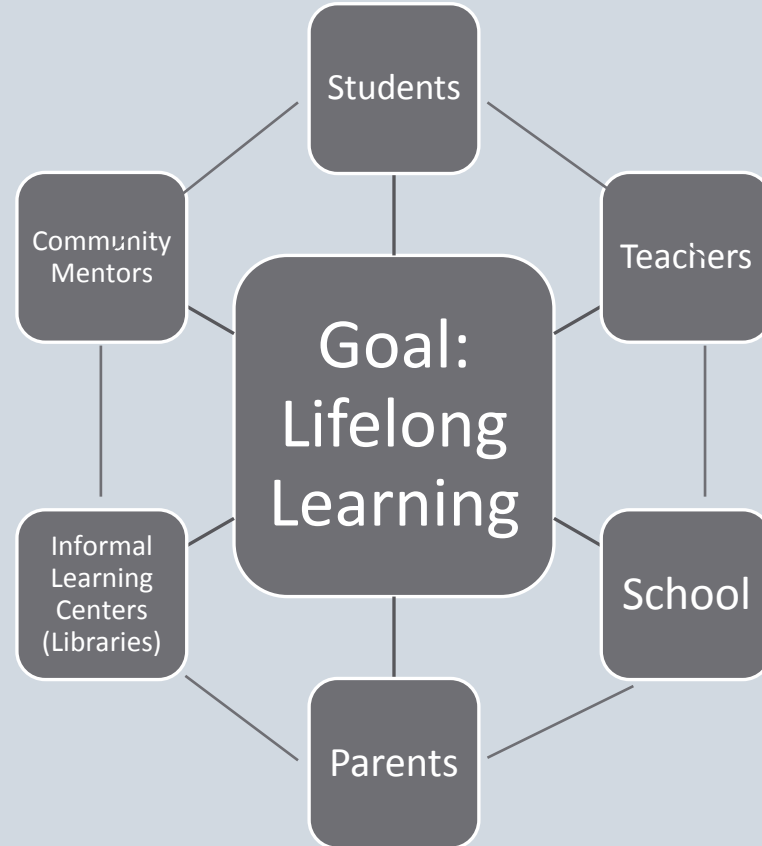 Students
Community
Mentors
Teachers
Goal:
Lifelong
Learning
Informal
Learning
Centers
(Libraries)
School
Parents